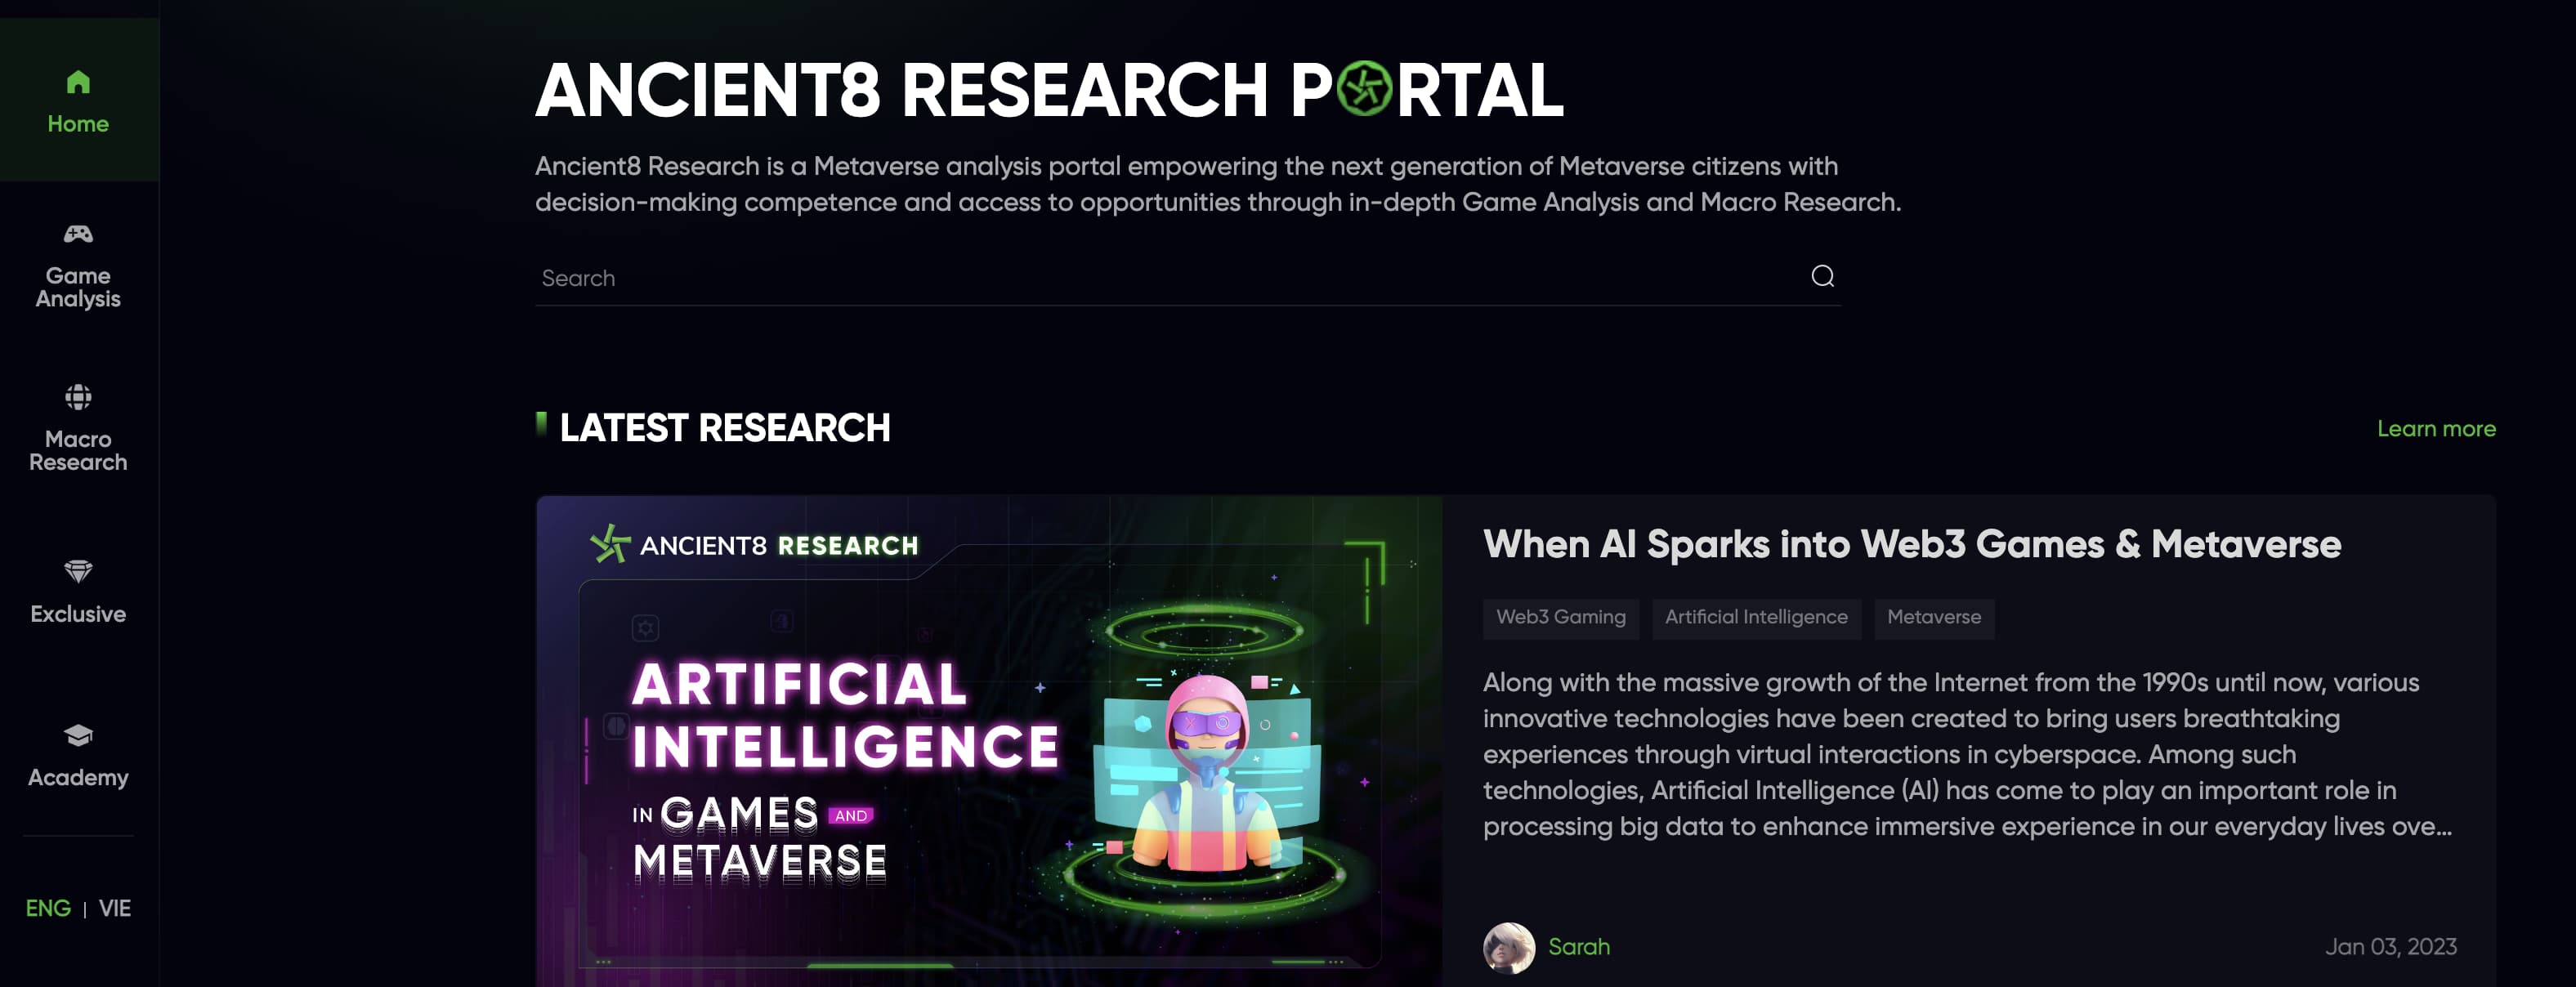 Home
Game
Analysis
Macro
Research
Exclusive
Academy
ENG | VIE
ANCIENT8 RESEARCH PORTAL
Ancient8 Research is a Metaverse analysis portal empowering the next generation of Metaverse citizens with
decision-making competence and access to opportunities through in-depth Game Analysis and Macro Research.
Search
LATEST RESEARCH
Learn more
ANCIENT8 RESEARCH
ARTIFICIAL
INTELLIGENCE
IN GAMES AND
METAVERSE
When AI Sparks into Web3 Games & Metaverse
Web3 Gaming Artificial Intelligence Metaverse
Along with the massive growth of the Internet from the 1990s until now, various
innovative technologies have been created to bring users breathtaking
experiences through virtual interactions in cyberspace. Among such
technologies, Artificial Intelligence (AI) has come to play an important role in
processing big data to enhance immersive experience in our everyday lives ove...
Sarah
Jan 03, 2023